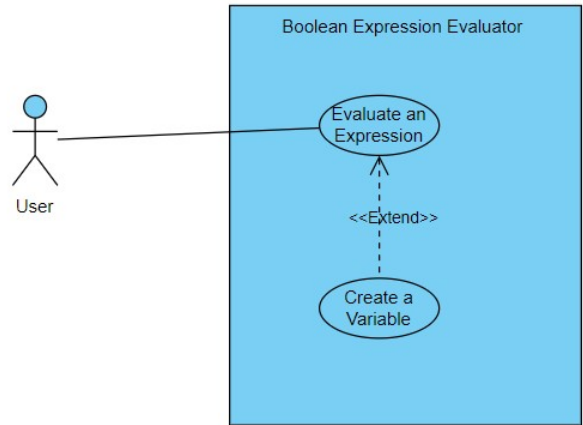 Boolean Expression Evaluator
Evaluate an
Expression
User
<<Extend>>
Create a
Variable